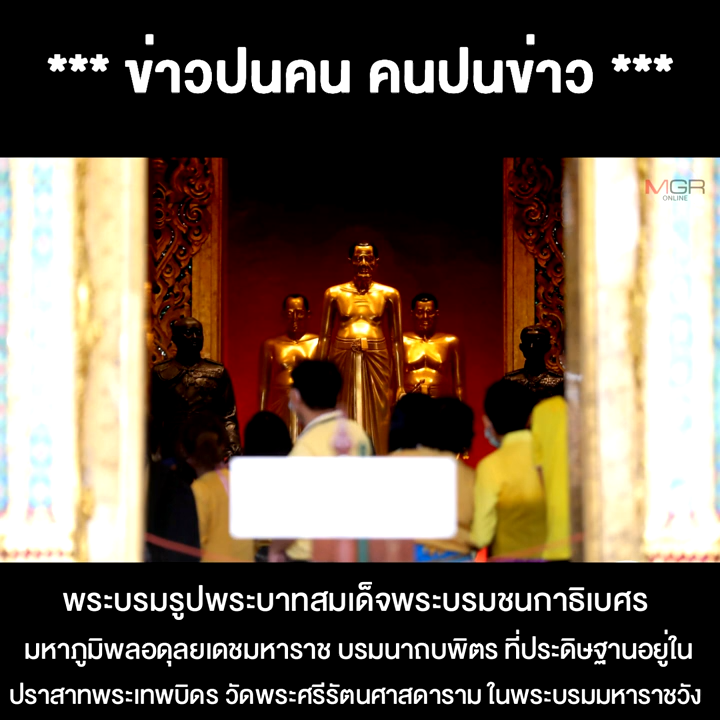 *** ข่าวปนคน คนปนข่าว ***
MGR
ONLINE
พระบรมรูปพระบาทสมเด็จพระบรมชนกาธิเบศร
มหาภูมิพลอดุลยเดชมหาราช บรมนาถบพิตร ที่ประดิษฐานอยู่ใน
ปราสาทพระเทพบิดร วัดพระศรีรัตนศาสดาราม ในพระบรมมหาราชวัง